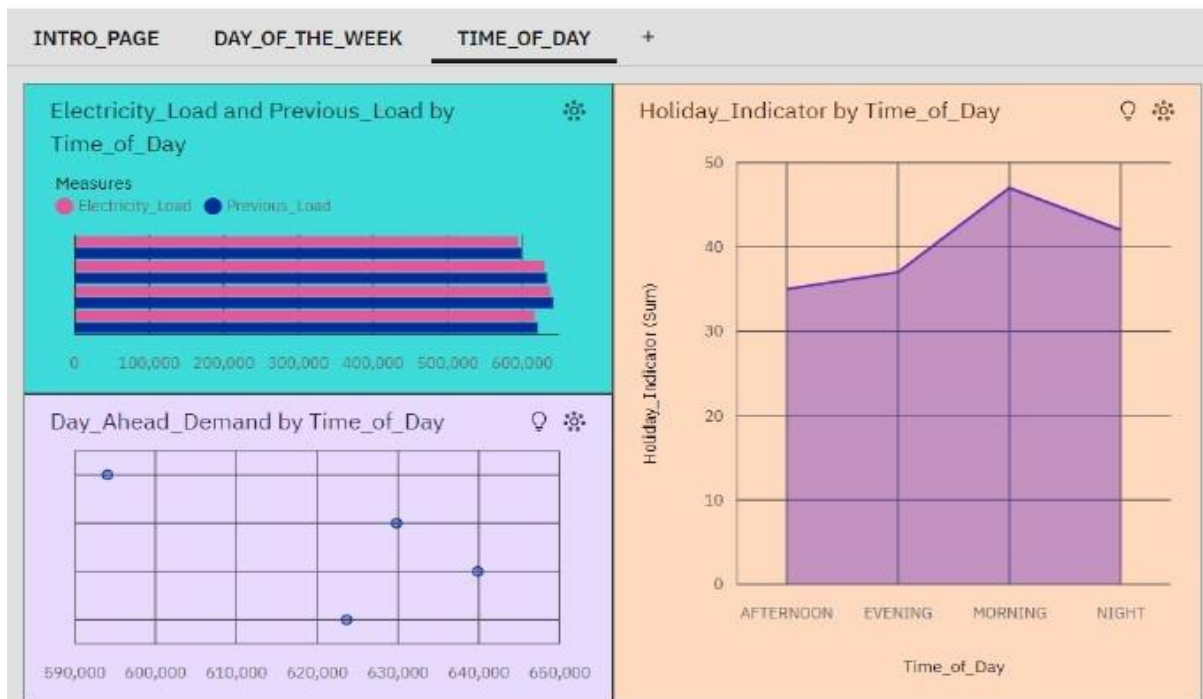 INTRO_PAGE DAY_OF_THE_WEEK TIME_OF_DAY +
Electricity_Load and Previous_Load by
Time_of_Day
Measures
Electricity_Load Previous_Load
0 100,000 200,000 300,000 400,000 500,000 600,000
Day_Ahead_Demand by Time_of_Day
590,000 600,000 610,000 620,000 630,000 640,000 650,000
Holiday_Indicator by Time_of_Day
Holiday_Indicator (Sum)
50
40
30
20
10
0
AFTERNOON EVENING MORNING NIGHT
Time_of_Day